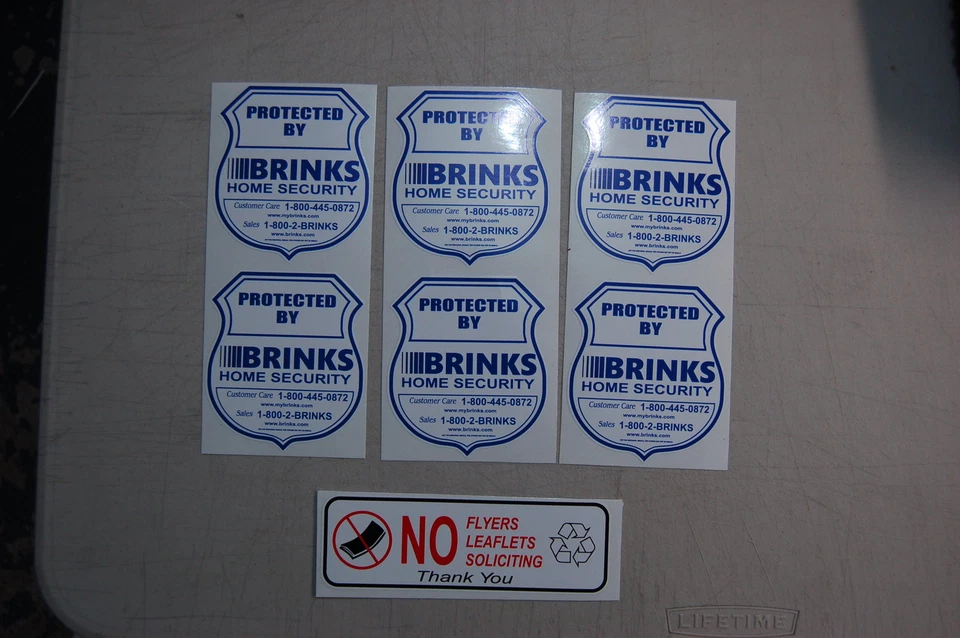 PROTECTED
BY
BRINKS
HOME SECURITY
Customer Care 1-800-445-0872
www.mybrinks.com
Sales 1-800-2-BRINKS
www.brinks.com
PROTECTED
BY
BRINKS
HOME SECURITY
Customer Care 1-800-445-0872
www.mybrinks.com
Sales 1-800-2-BRINKS
www.brinks.com
PROTECTED
BY
BRINKS
HOME SECURITY
Customer Care 1-800-445-0872
www.mybrinks.com
Sales 1-800-2-BRINKS
www.brinks.com
PROTECTED
BY
BRINKS
HOME SECURITY
Customer Care 1-800-445-0872
www.mybrinks.com
Sales 1-800-2-BRINKS
www.brinks.com
PROTECTED
BY
BRINKS
HOME SECURITY
Customer Care 1-800-445-0872
www.mybrinks.com
Sales 1-800-2-BRINKS
www.brinks.com
PROTECTED
BY
BRINKS
HOME SECURITY
Customer Care 1-800-445-0872
www.mybrinks.com
Sales 1-800-2-BRINKS
www.brinks.com
NO FLYERS
LEAFLETS
SOLICITING
Thank You
LIFETIME